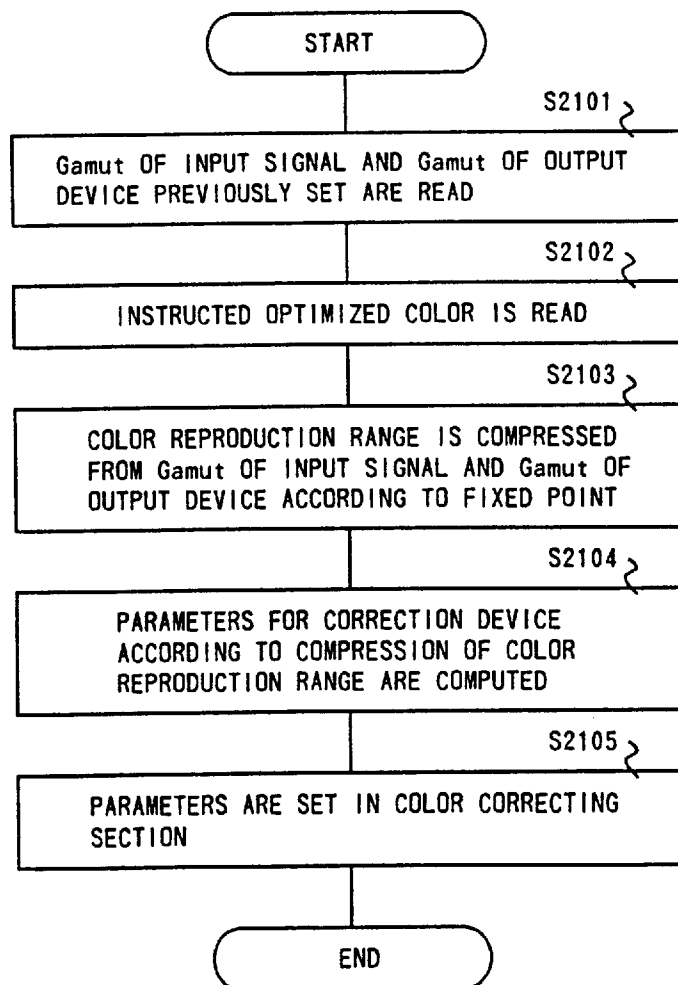 START
S2101
Gamut OF INPUT SIGNAL AND Gamut OF OUTPUT
DEVICE PREVIOUSLY SET ARE READ
S2102
INSTRUCTED OPTIMIZED COLOR IS READ
S2103
COLOR REPRODUCTION RANGE IS COMPRESSED
FROM Gamut OF INPUT SIGNAL AND Gamut OF
OUTPUT DEVICE ACCORDING TO FIXED POINT
S2104
PARAMETERS FOR CORRECTION DEVICE
ACCORDING TO COMPRESSION OF COLOR
REPRODUCTION RANGE ARE COMPUTED
S2105
PARAMETERS ARE SET IN COLOR CORRECTING
SECTION
END